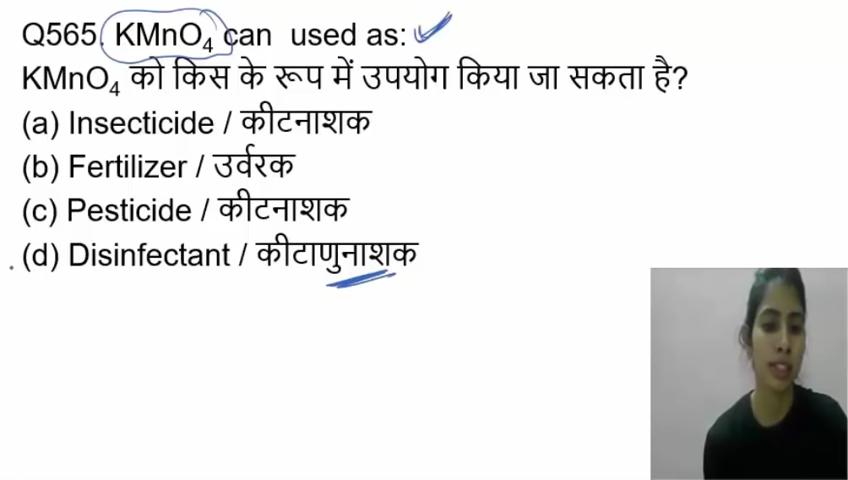 Q565. KMnO₄ can used as:
KMnO₄ को किस के रूप में उपयोग किया जा सकता है?
(a) Insecticide / कीटनाशक
(b) Fertilizer / उर्वरक
(c) Pesticide / कीटनाशक
(d) Disinfectant / कीटाणुनाशक